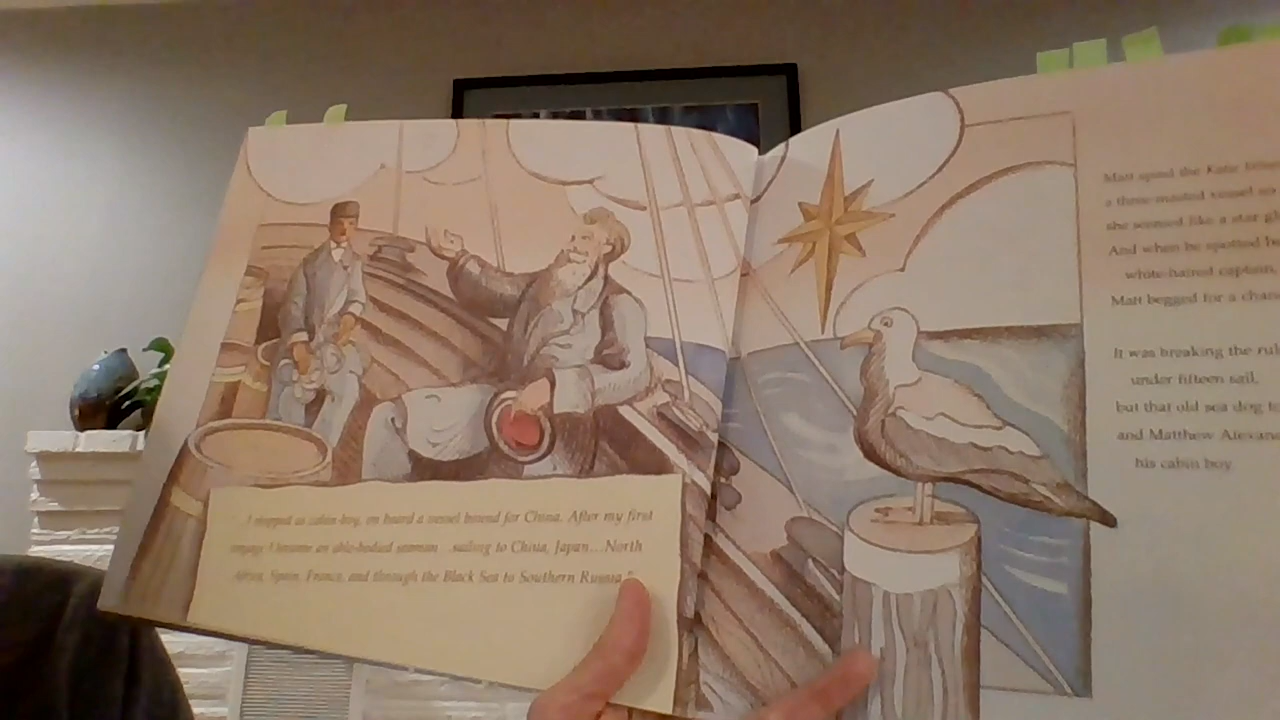 "...I shipped as cabin-boy, on board a vessel bound for China. After my first
voyage I became an able-bodied seaman...sailing to China, Japan...North
Africa, Spain, France, and through the Black Sea to Southern Russia."
Matt spied the Katie
a three-masted vessel so
she seemed like a star
And when he spotted
white-haired captain,
Matt begged for a
It was breaking the
under fifteen sail,
but that old sea dog
and Matthew
his cabin boy.